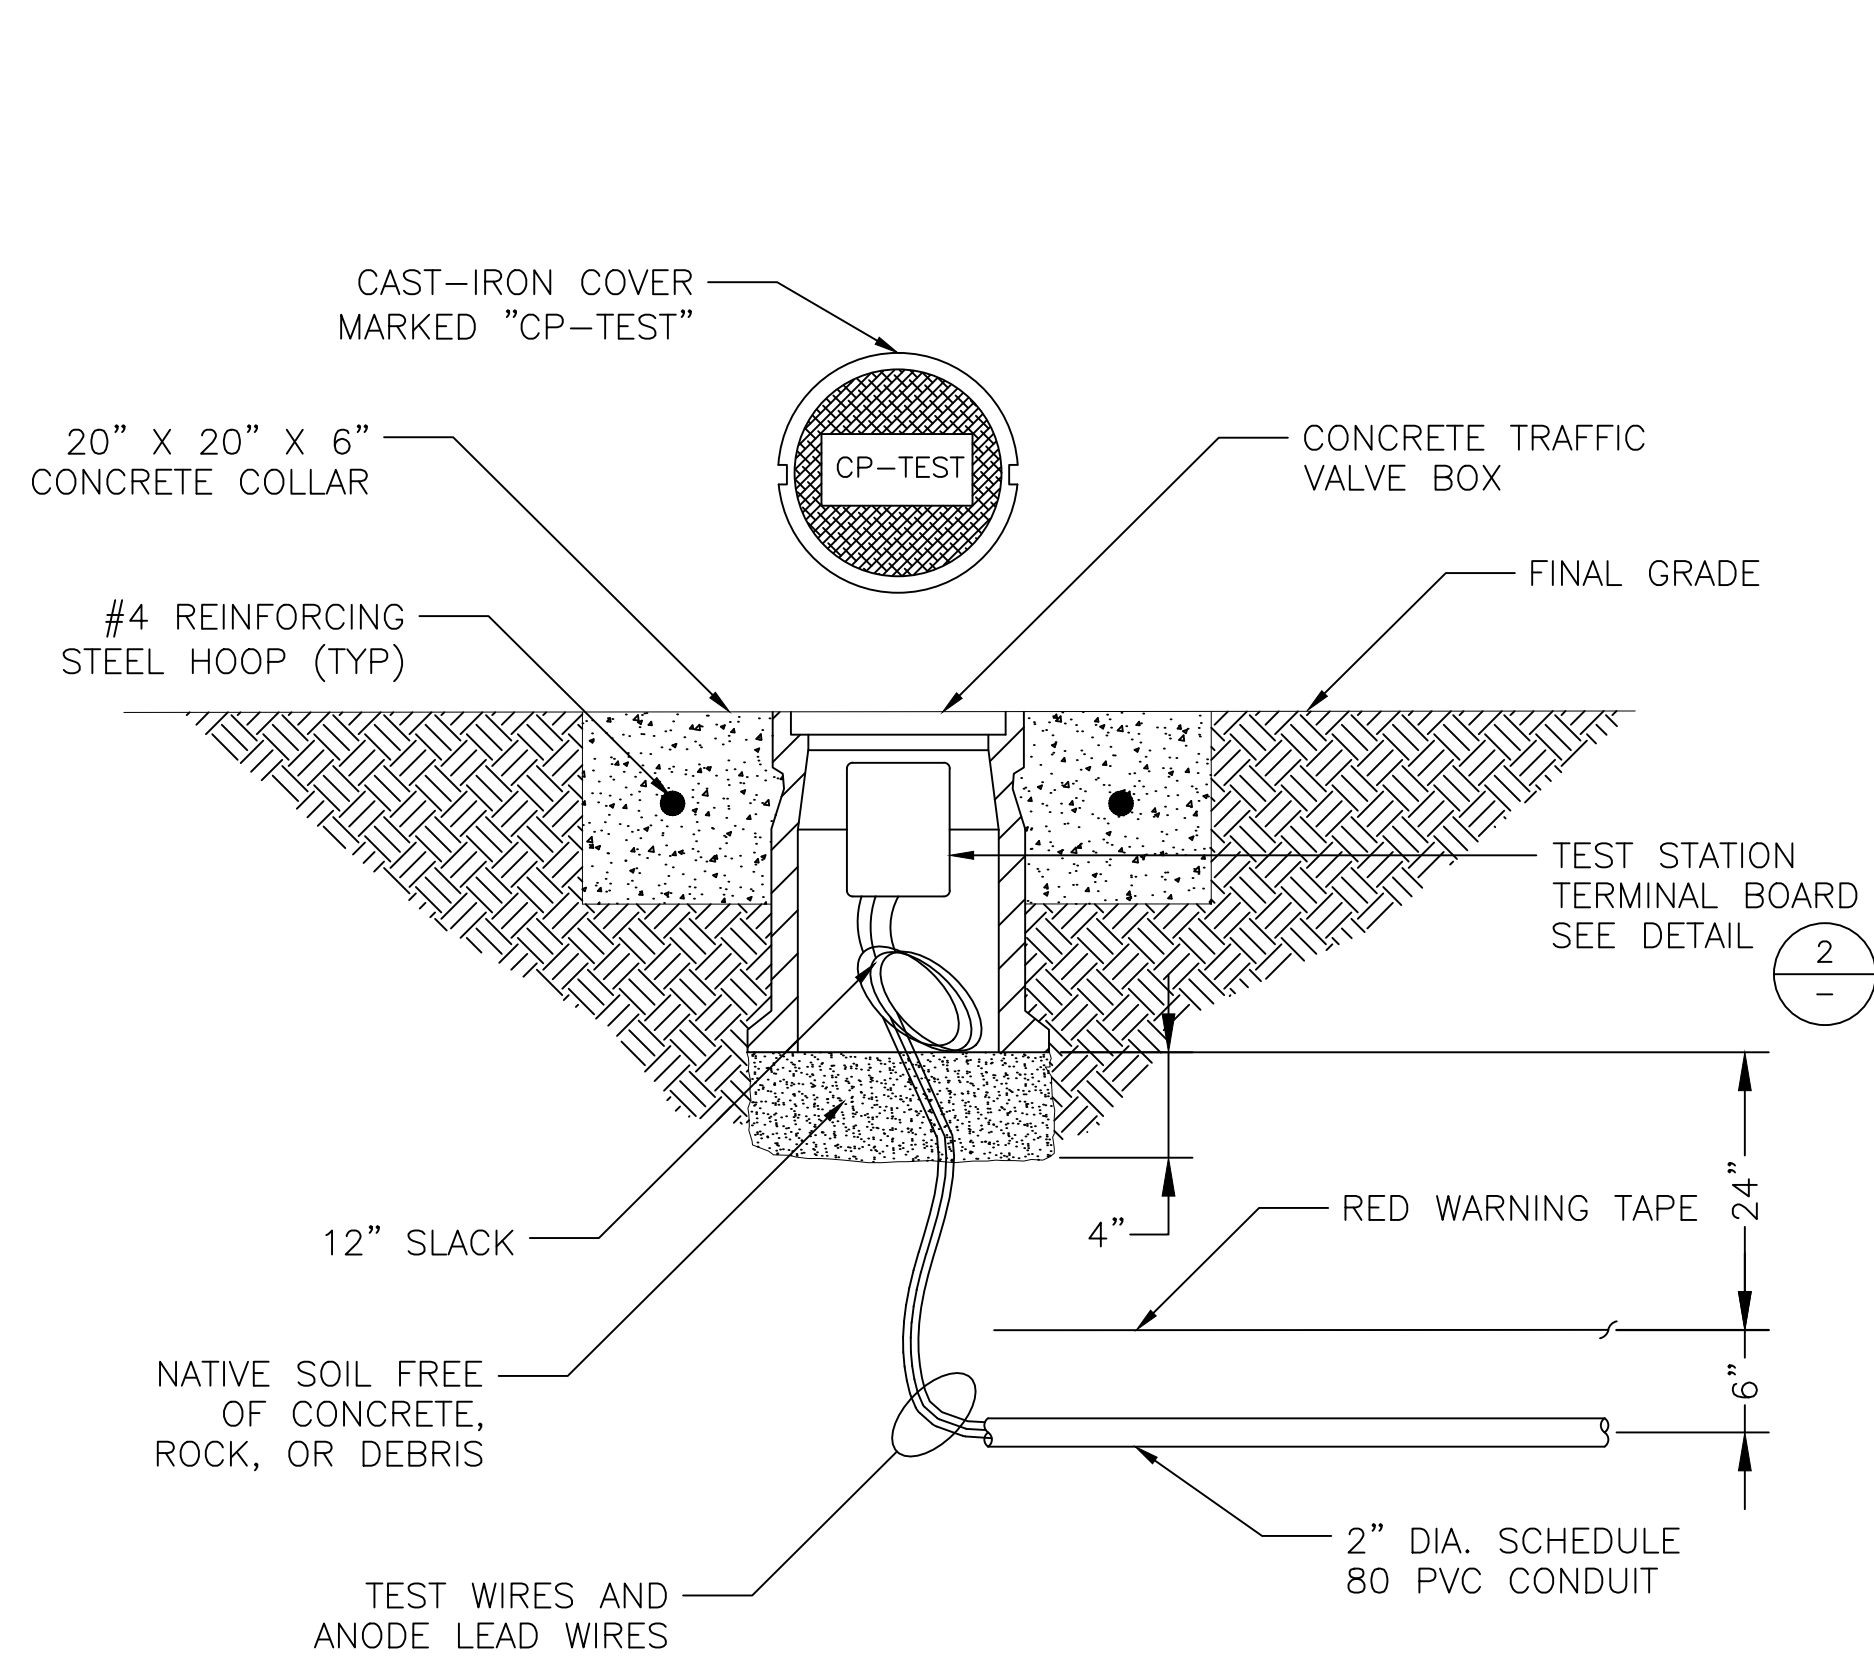 CAST-IRON COVER
MARKED "CP-TEST"
20" X 20" X 6"
CONCRETE COLLAR
CONCRETE TRAFFIC
VALVE BOX
CP-TEST
FINAL GRADE
#4 REINFORCING
STEEL HOOP (TYP)
TEST STATION
TERMINAL BOARD
SEE DETAIL
2
-
24"
4"
RED WARNING TAPE
12" SLACK
6"
NATIVE SOIL FREE
OF CONCRETE,
ROCK, OR DEBRIS
2" DIA. SCHEDULE
80 PVC CONDUIT
TEST WIRES AND
ANODE LEAD WIRES